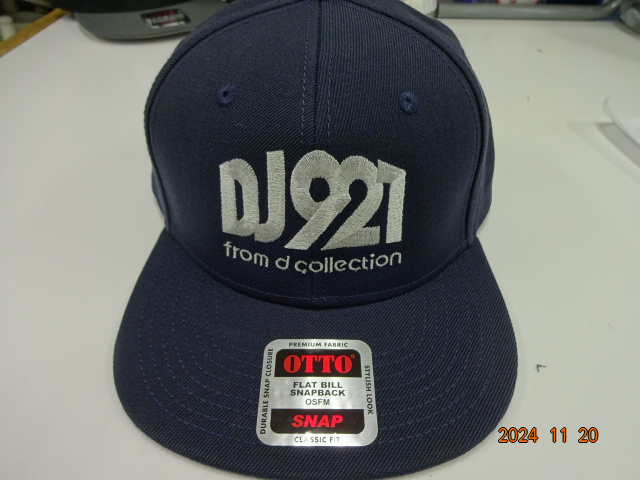 DJ927
from d collection
PREMIUM FABRIC
DURABLE SNAP CLOSURE
OTTO
FLAT BILL
SNAPBACK
OSFM
SNAP
STYLISH LOOK
CLASSIC FIT
2024 11 20